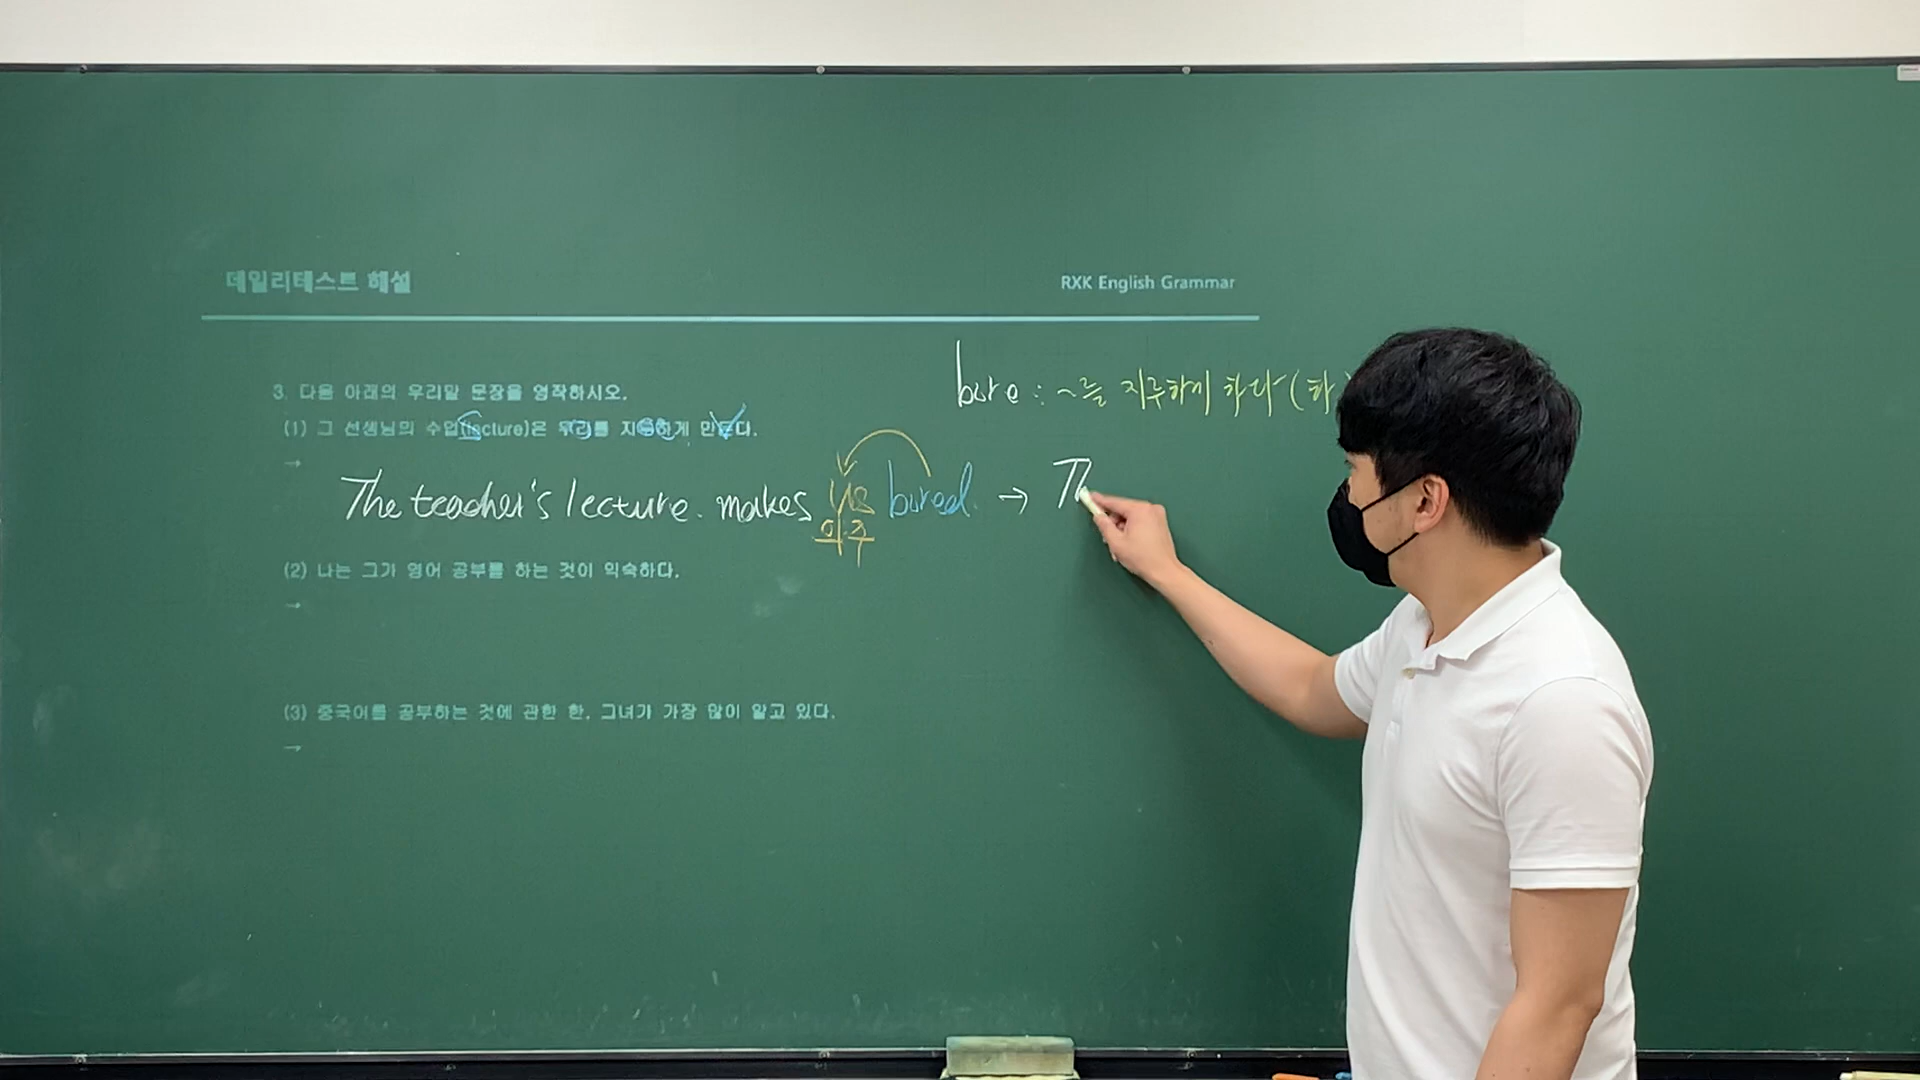 데일리테스트 해설
RXK English Grammar
bore : ~를 지루하게 하다 (타
3. 다음 아래의 우리말 문장을 영작하시오.
(1) 그 선생님의 수업(lecture)은 우리를 지루하게 만든다.
→ The teacher's lecture. makes us bored. → Th
의주
(2) 나는 그가 영어 공부를 하는 것이 익숙하다.
→
(3) 중국어를 공부하는 것에 관한 한, 그녀가 가장 많이 알고 있다.
→